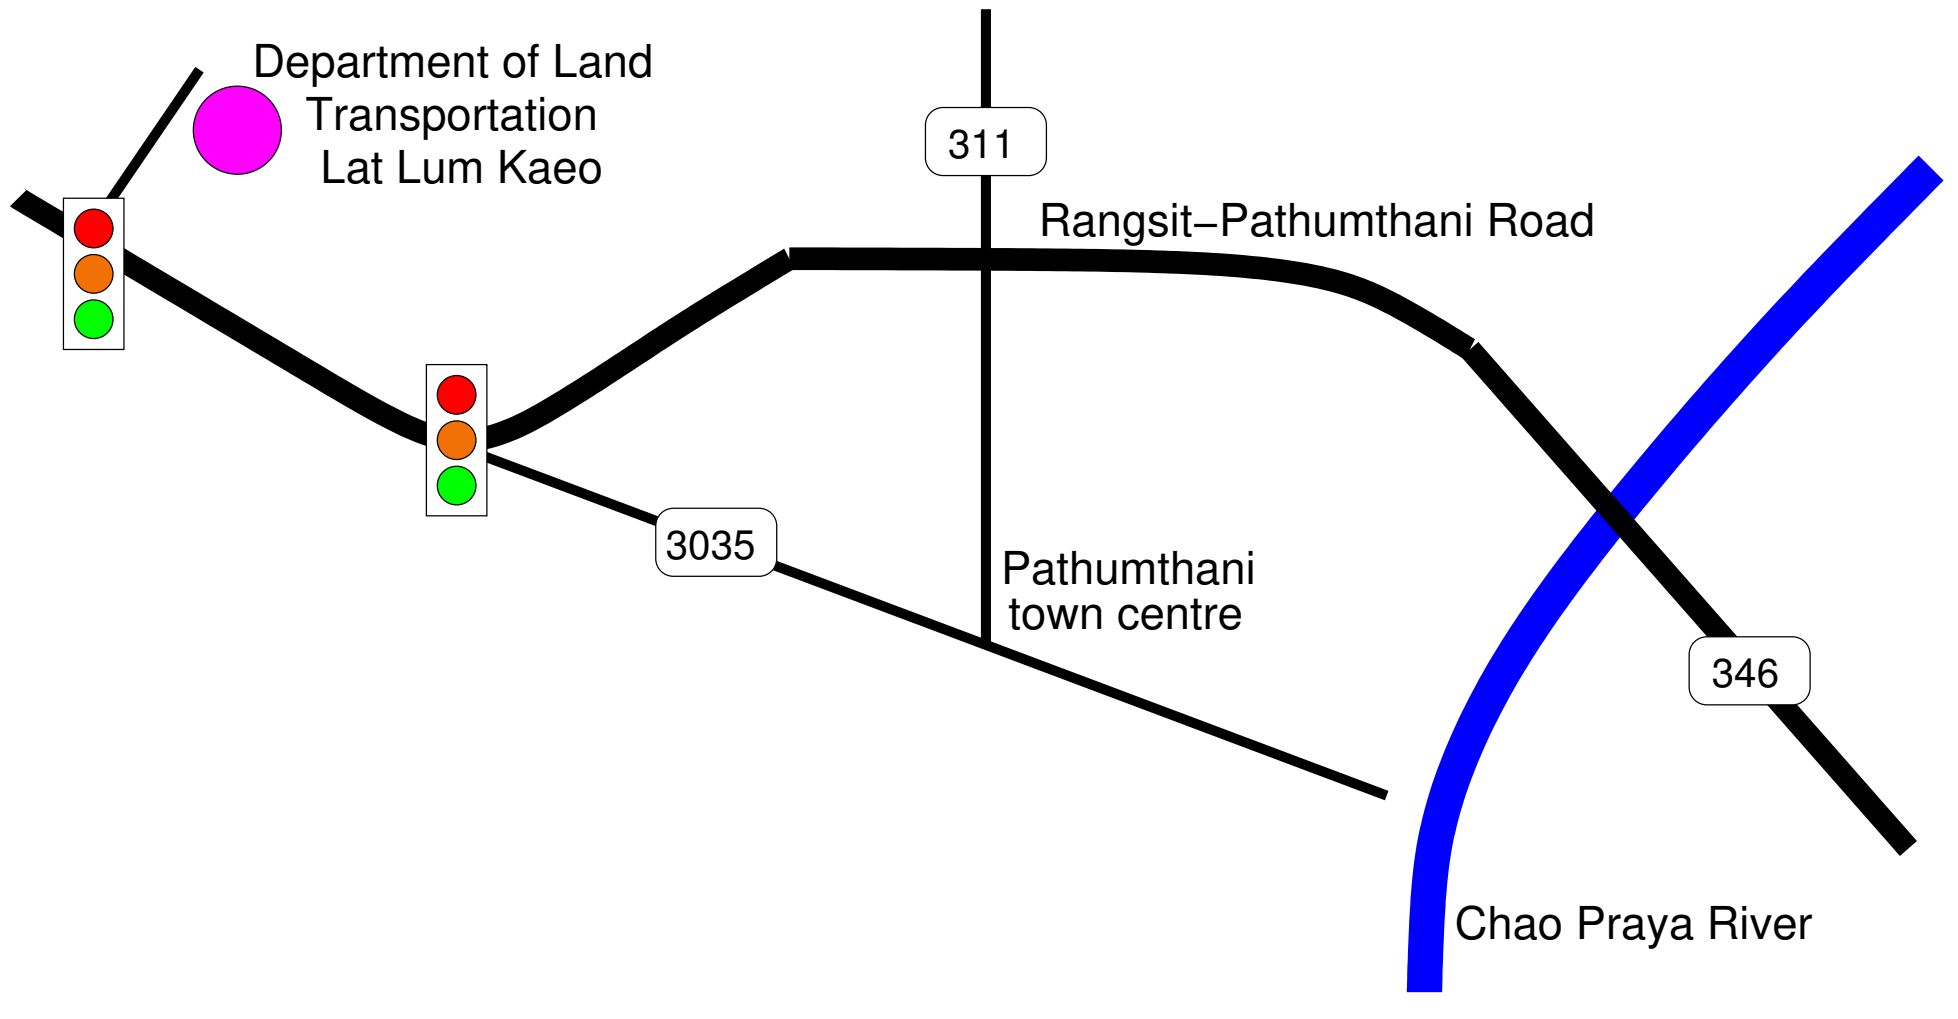 Department of Land
Transportation
Lat Lum Kaeo
311
Rangsit–Pathumthani Road
3035
Pathumthani
town centre
346
Chao Praya River